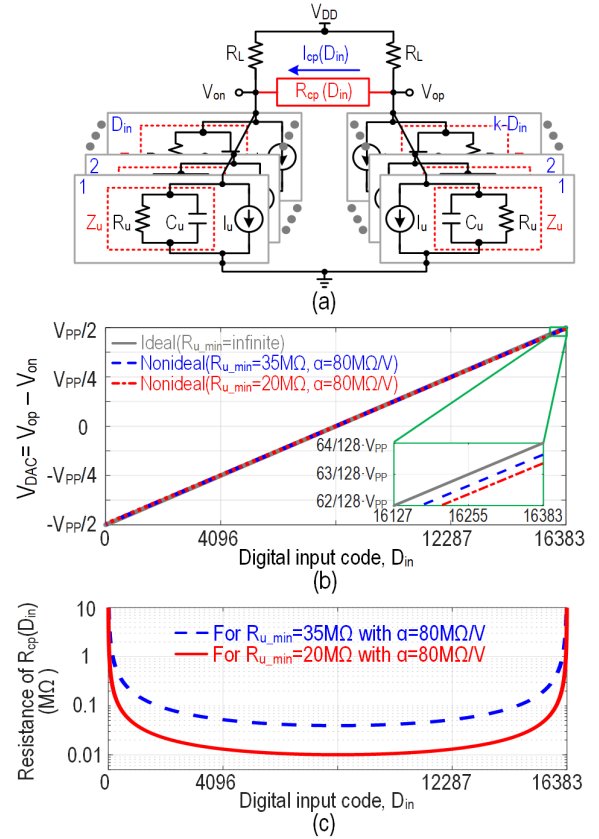 V_DD
R_L
R_L
I_cp(D_in)
V_on
R_cp(D_in)
V_op
D_in
k-D_in
2
2
1
1
Z_u
R_u
C_u
I_u
I_u
C_u
R_u
Z_u
(a)
V_PP/2
V_PP/4
0
-V_PP/4
-V_PP/2
V_DAC= V_op – V_on
Ideal(R_u_min=infinite)
Nonideal(R_u_min=35MΩ, α=80MΩ/V)
Nonideal(R_u_min=20MΩ, α=80MΩ/V)
64/128·V_PP
63/128·V_PP
62/128·V_PP
16127 16255 16383
0 4096 12287 16383
Digital input code, D_in
(b)
Resistance of R_cp(D_in)
(MΩ)
10
1
0.1
0.01
For R_u_min=35MΩ with α=80MΩ/V
For R_u_min=20MΩ with α=80MΩ/V
0 4096 12287 16383
Digital input code, D_in
(c)